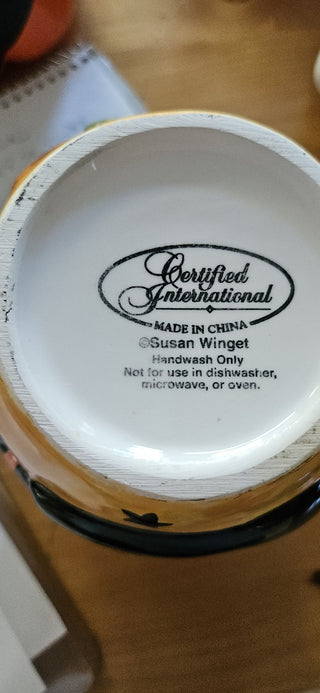 Certified
International
MADE IN CHINA
©Susan Winget
Handwash Only
Not for use in dishwasher,
microwave, or oven.